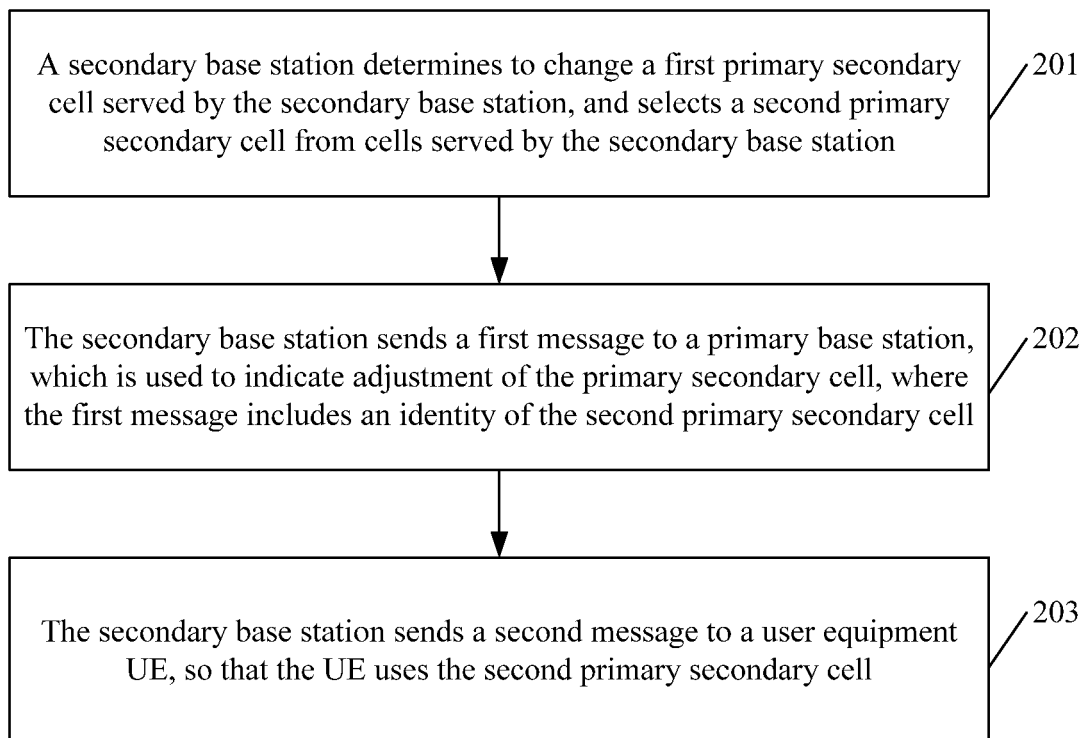 A secondary base station determines to change a first primary secondary
cell served by the secondary base station, and selects a second primary
secondary cell from cells served by the secondary base station
201
The secondary base station sends a first message to a primary base station,
which is used to indicate adjustment of the primary secondary cell, where
the first message includes an identity of the second primary secondary cell
202
The secondary base station sends a second message to a user equipment
UE, so that the UE uses the second primary secondary cell
203